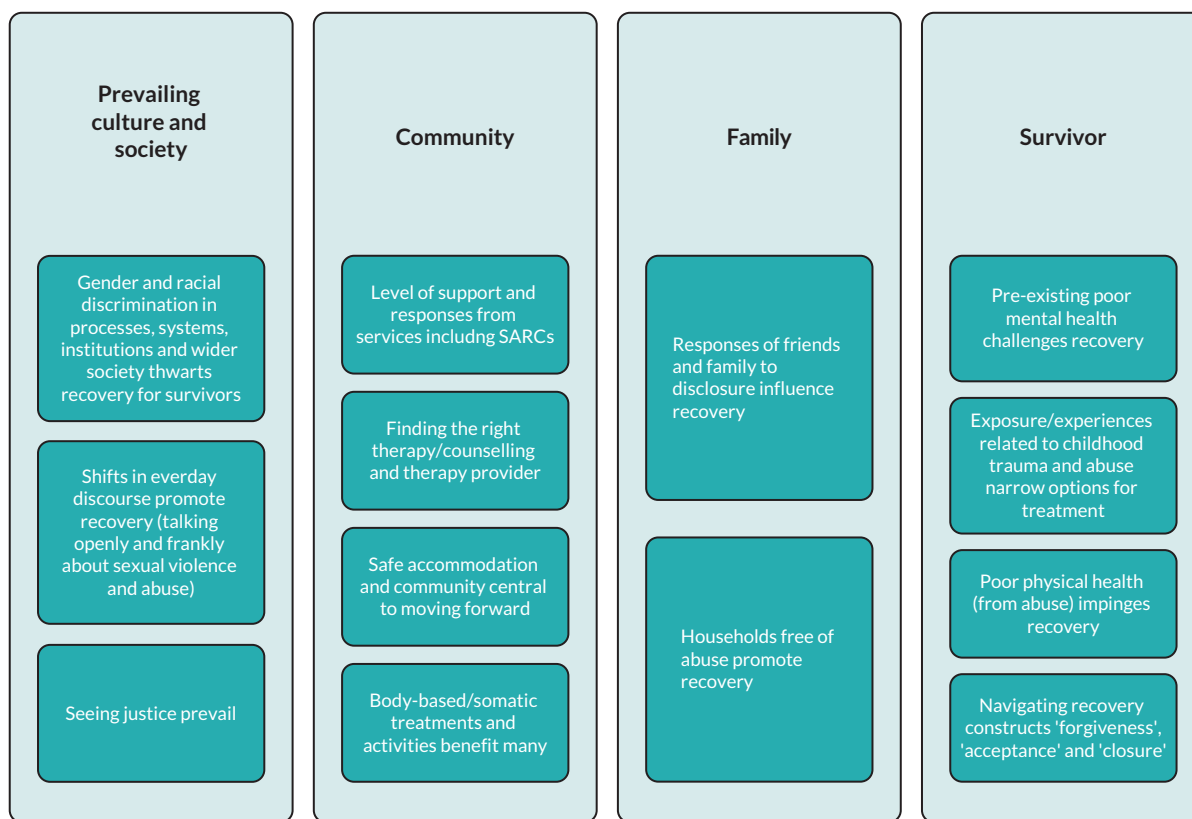 Prevailing
culture and
society
Gender and racial
discrimination in
processes, systems,
institutions and wider
society thwarts
recovery for survivors
Shifts in everday
discourse promote
recovery (talking
openly and frankly
about sexual violence
and abuse)
Seeing justice prevail
Community
Level of support and
responses from
services includng SARCs
Finding the right
therapy/counselling
and therapy provider
Safe accommodation
and community central
to moving forward
Body-based/somatic
treatments and
activities benefit many
Family
Responses of friends
and family to
disclosure influence
recovery
Households free of
abuse promote
recovery
Survivor
Pre-existing poor
mental health
challenges recovery
Exposure/experiences
related to childhood
trauma and abuse
narrow options for
treatment
Poor physical health
(from abuse) impinges
recovery
Navigating recovery
constructs 'forgiveness',
'acceptance' and 'closure'